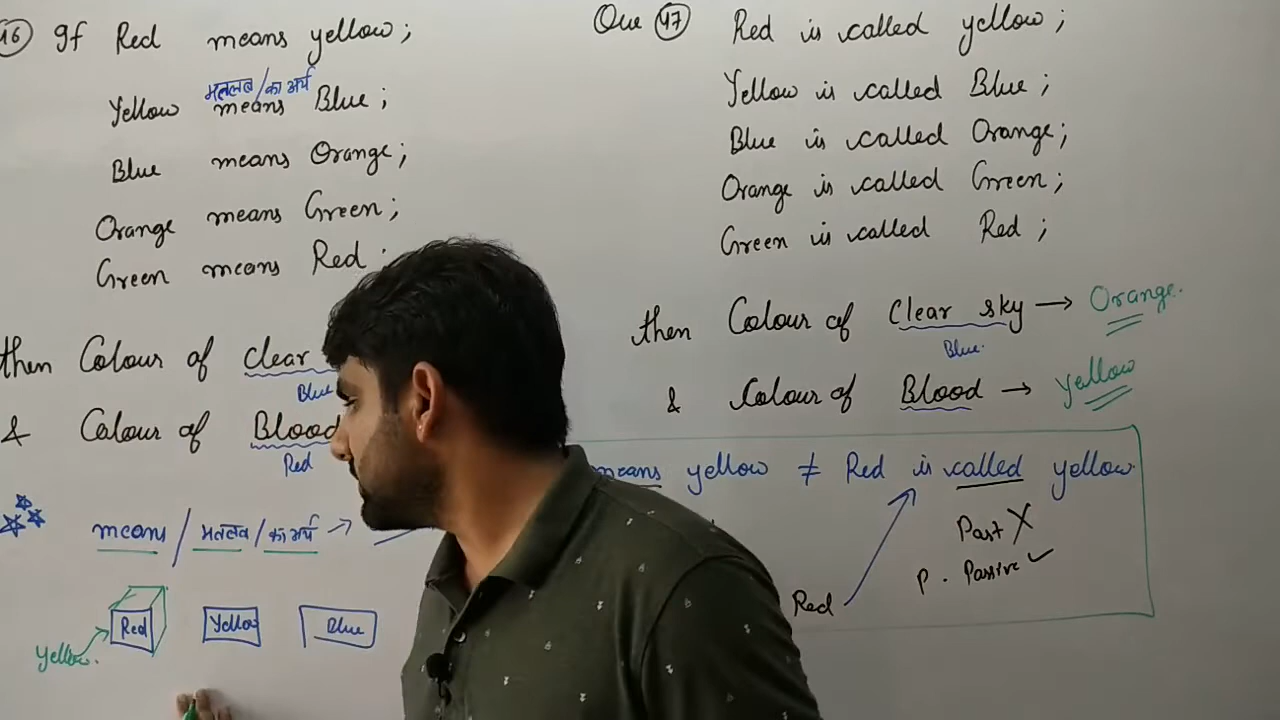 16 If Red means yellow;
Yellow means Blue;
मतलब/का अर्थ
Blue means Orange;
Orange means Green;
Green means Red
then Colour of Clear
Blue
& Colour of Blood
Red
means / मतलब / का अर्थ →
Red Yellow Blue
Yellow.
Que 47 Red is called yellow;
Yellow is called Blue;
Blue is called Orange;
Orange is called Green;
Green is called Red;
then Colour of Clear sky → Orange.
Blue.
& Colour of Blood → Yellow
means yellow ≠ Red is called yellow.
Past X
P. Passive ✓
Red